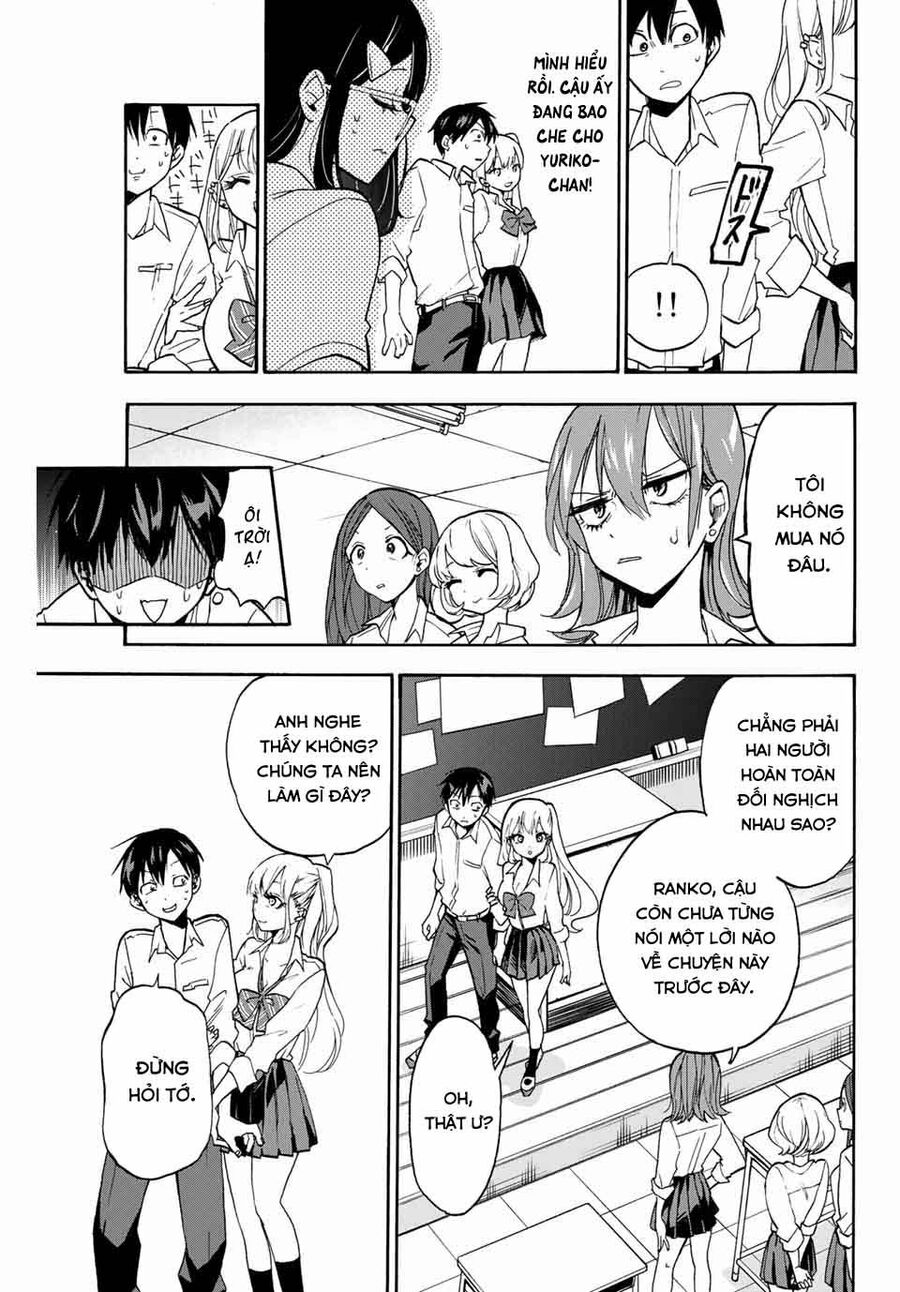 ドスッ
!!
MÌNH HIỂU
RỒI. CẬU ẤY
ĐANG BAO
CHE CHO
YURIKO-
CHAN!
TÔI
KHÔNG
MUA NÓ
ĐÂU.
ÔI
TRỜI
Ạ!
CHẲNG PHẢI
HAI NGƯỜI
HOÀN TOÀN
ĐỐI NGHỊCH
NHAU SAO?
RANKO, CẬU
CÒN CHƯA TỪNG
NÓI MỘT LỜI NÀO
VỀ CHUYỆN NÀY
TRƯỚC ĐÂY.
OH,
THẬT Ư?
ANH NGHE
THẤY KHÔNG?
CHÚNG TA NÊN
LÀM GÌ ĐÂY?
ĐỪNG
HỎI TỚ.